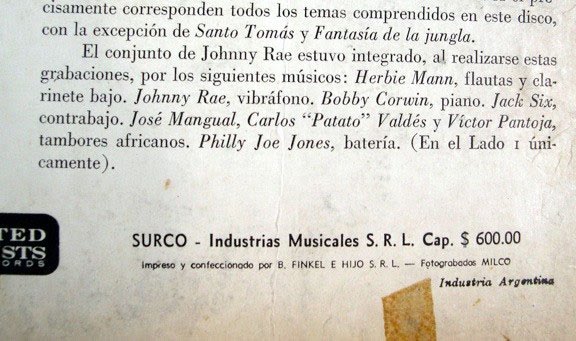 cisamente corresponden todos los temas comprendidos en este disco,
con la excepción de Santo Tomás y Fantasía de la jungla.
El conjunto de Johnny Rae estuvo integrado, al realizarse estas
grabaciones, por los siguientes músicos: Herbie Mann, flautas y cla-
rinete bajo. Johnny Rae, vibráfono. Bobby Corwin, piano. Jack Six,
contrabajo. José Mangual, Carlos “Patato” Valdés y Víctor Pantoja,
tambores africanos. Philly Joe Jones, batería. (En el Lado 1 úni-
camente).
TED
STS
ORDS
SURCO - Industrias Musicales S. R. L. Cap. $ 600.00
Impreso y confeccionado por B. FINKEL E HIJO S. R. L. — Fotograbados MILCO
Industria Argentina